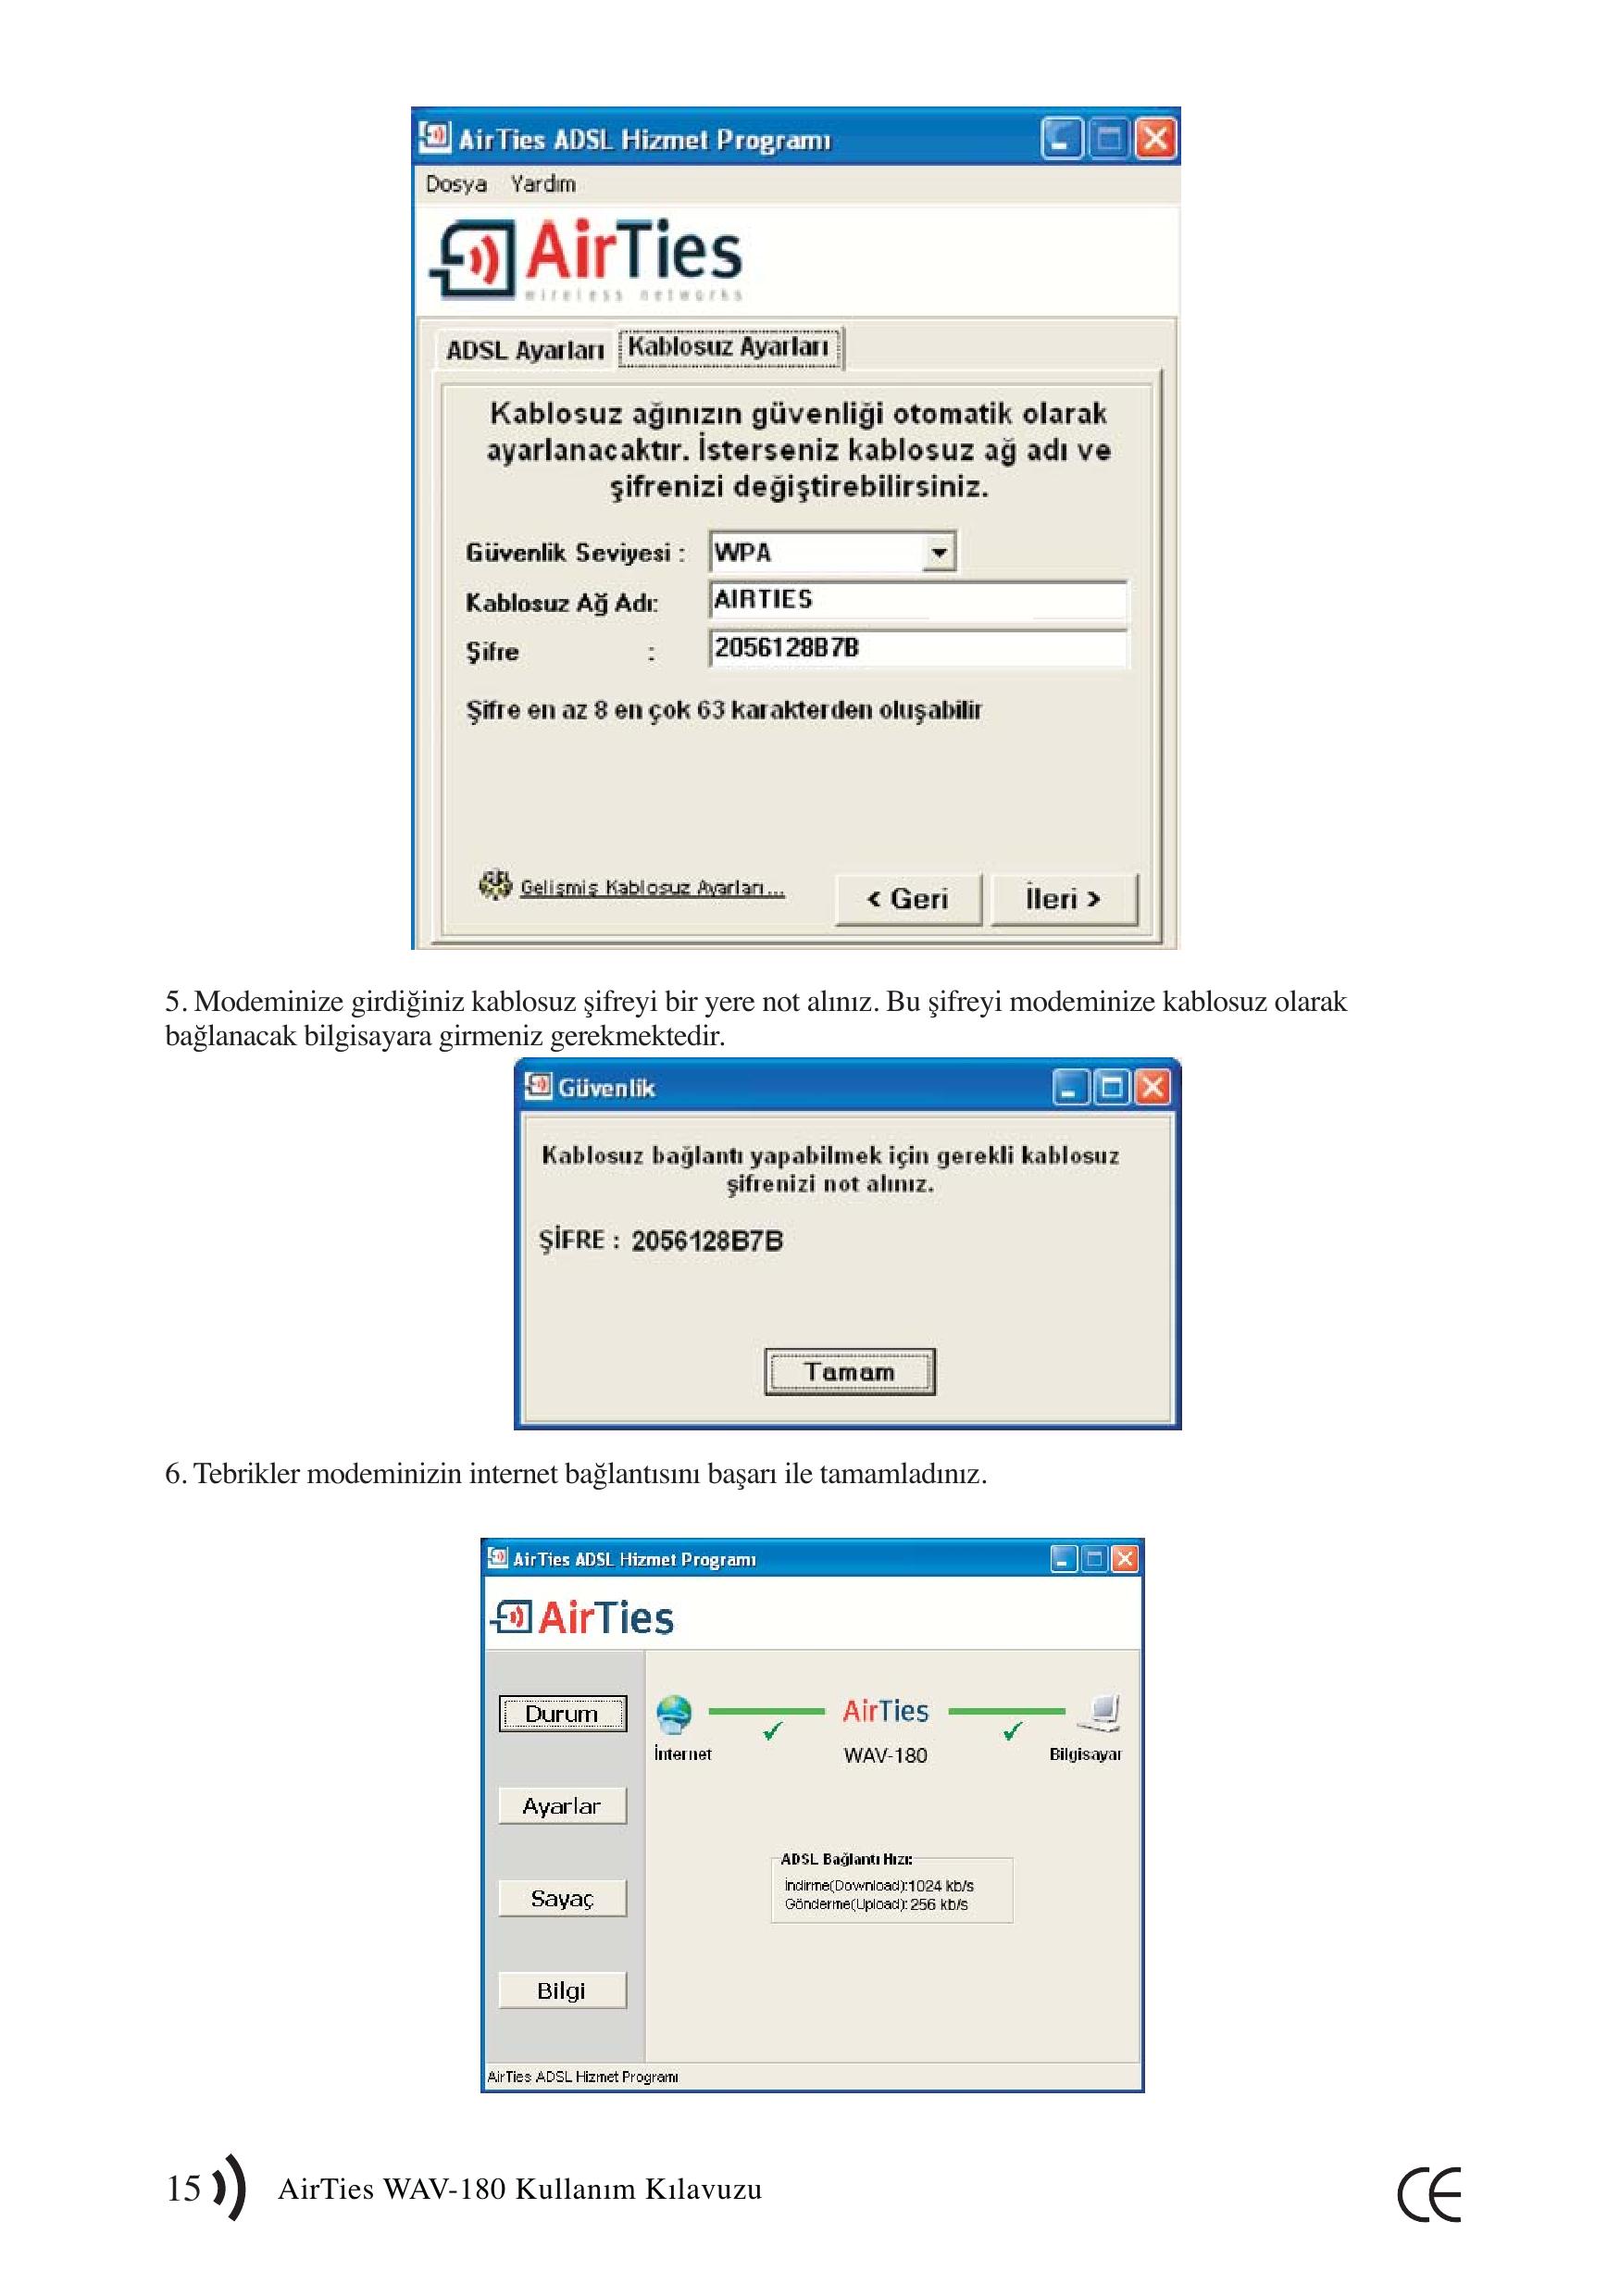 AirTies ADSL Hizmet Programı
Dosya Yardım
AirTies
wireless networks
ADSL Ayarları Kablosuz Ayarları
Kablosuz ağınızın güvenliği otomatik olarak
ayarlanacaktır. İsterseniz kablosuz ağ adı ve
şifrenizi değiştirebilirsiniz.
Güvenlik Seviyesi : WPA
Kablosuz Ağ Adı: AIRTIES
Şifre : 2056128B7B
Şifre en az 8 en çok 63 karakterden oluşabilir
Gelişmiş Kablosuz Ayarları... < Geri İleri >
5. Modeminize girdiğiniz kablosuz şifreyi bir yere not alınız. Bu şifreyi modeminize kablosuz olarak
bağlanacak bilgisayara girmeniz gerekmektedir.
Güvenlik
Kablosuz bağlantı yapabilmek için gerekli kablosuz
şifrenizi not alınız.
ŞİFRE : 2056128B7B
Tamam
6. Tebrikler modeminizin internet bağlantısını başarı ile tamamladınız.
AirTies ADSL Hizmet Programı
AirTies
Durum
AirTies
İnternet WAV-180 Bilgisayar
Ayarlar
ADSL Bağlantı Hızı:
İndirme(Download):1024 kb/s
Gönderme(Upload): 256 kb/s
Sayaç
Bilgi
AirTies ADSL Hizmet Programı
15 AirTies WAV-180 Kullanım Kılavuzu
CE